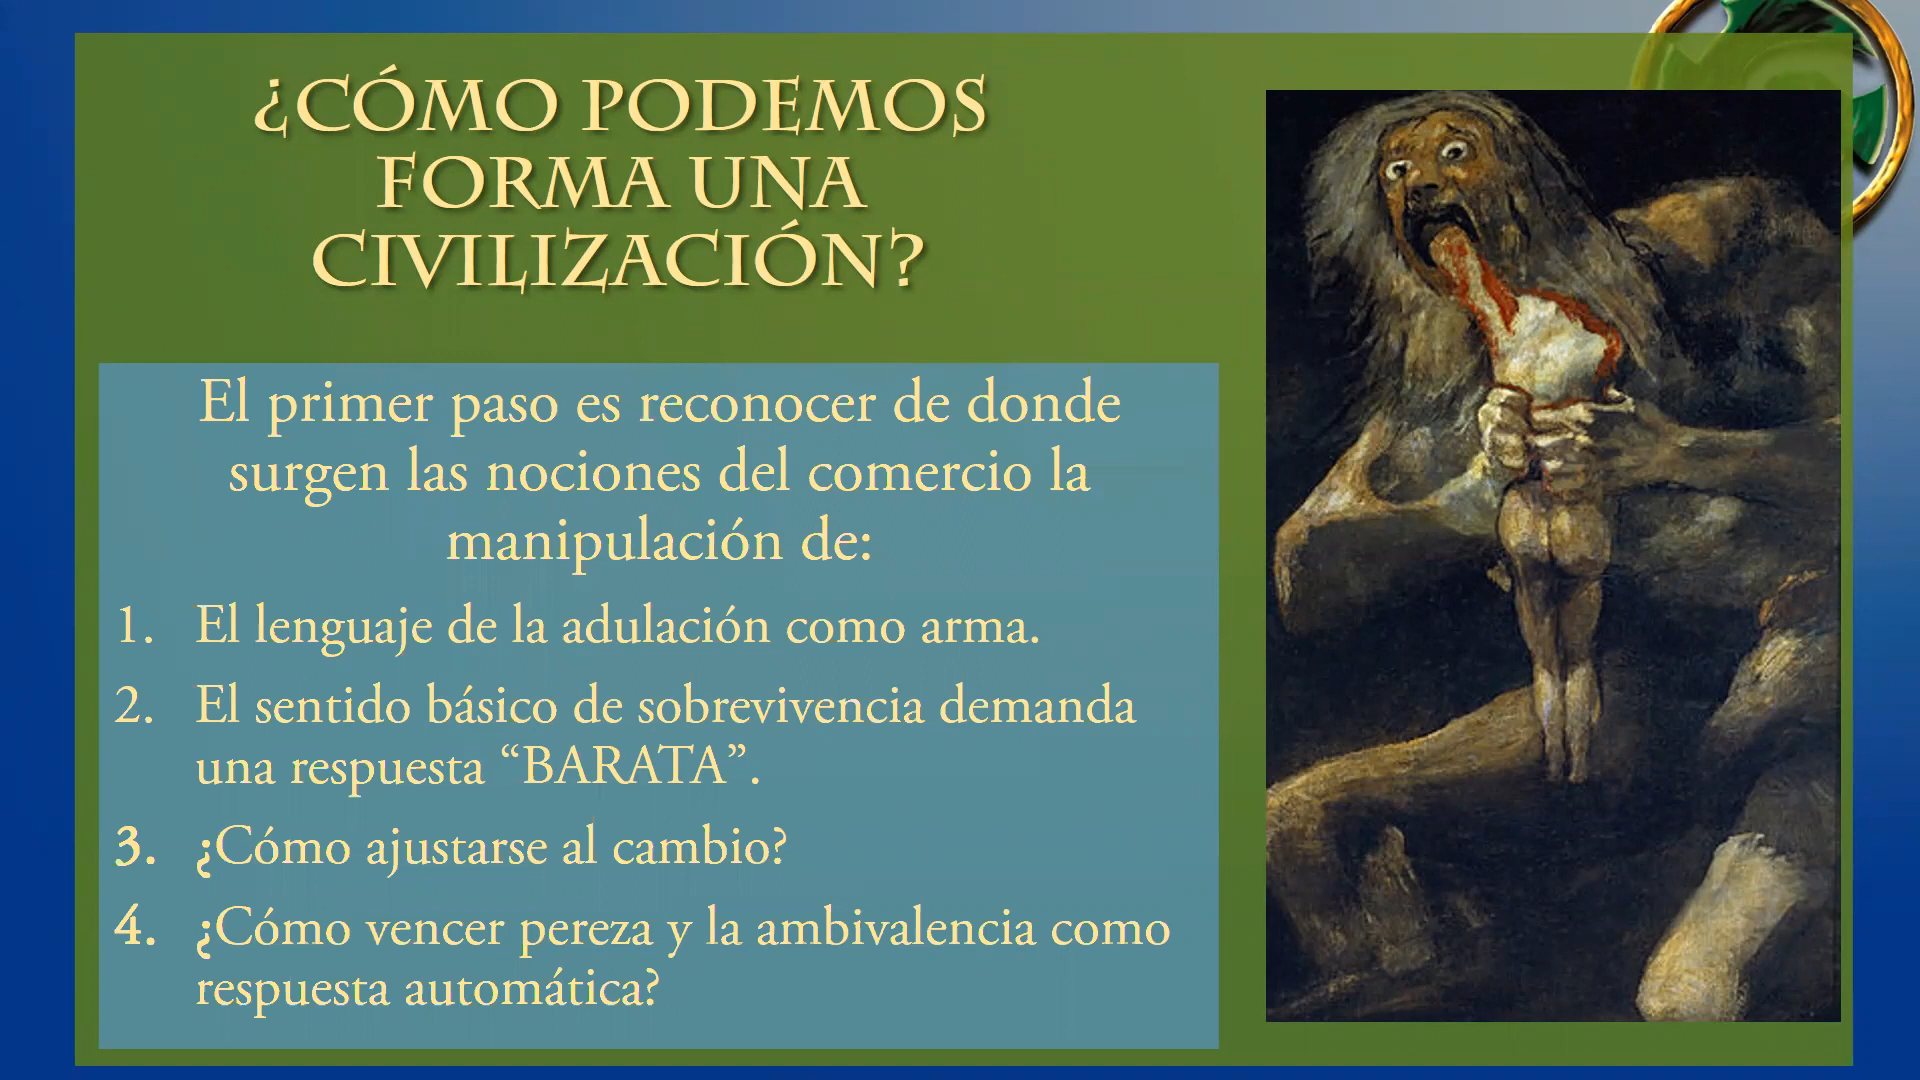 ¿CÓMO PODEMOS
FORMA UNA
CIVILIZACIÓN?
El primer paso es reconocer de donde
surgen las nociones del comercio la
manipulación de:
1. El lenguaje de la adulación como arma.
2. El sentido básico de sobrevivencia demanda
una respuesta “BARATA”.
3. ¿Cómo ajustarse al cambio?
4. ¿Cómo vencer pereza y la ambivalencia como
respuesta automática?